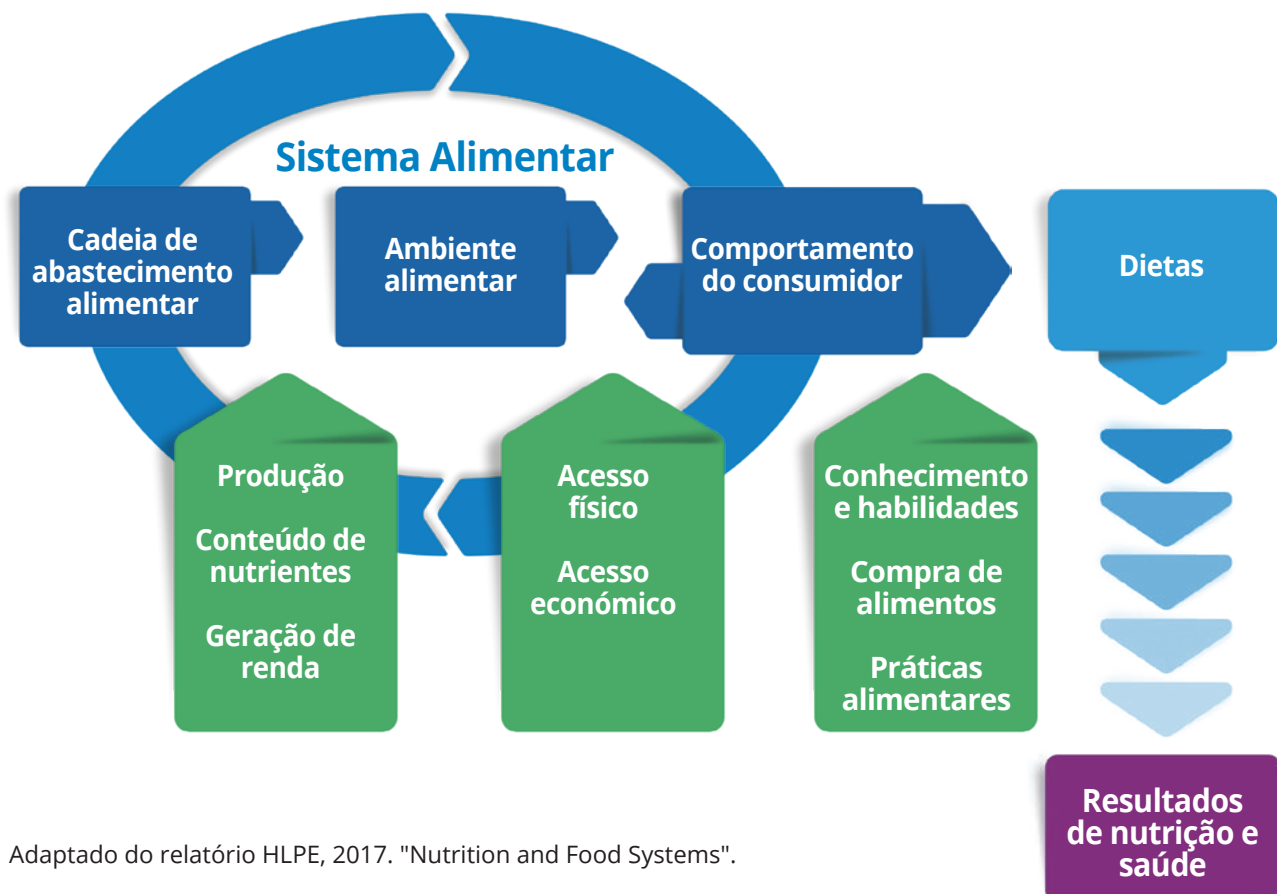 Sistema Alimentar
Cadeia de
abastecimento
alimentar
Ambiente
alimentar
Comportamento
do consumidor
Dietas
Produção
Conteúdo de
nutrientes
Geração de
renda
Acesso
físico
Acesso
económico
Conhecimento
e habilidades
Compra de
alimentos
Práticas
alimentares
Resultados
de nutrição e
saúde
Adaptado do relatório HLPE, 2017. "Nutrition and Food Systems".